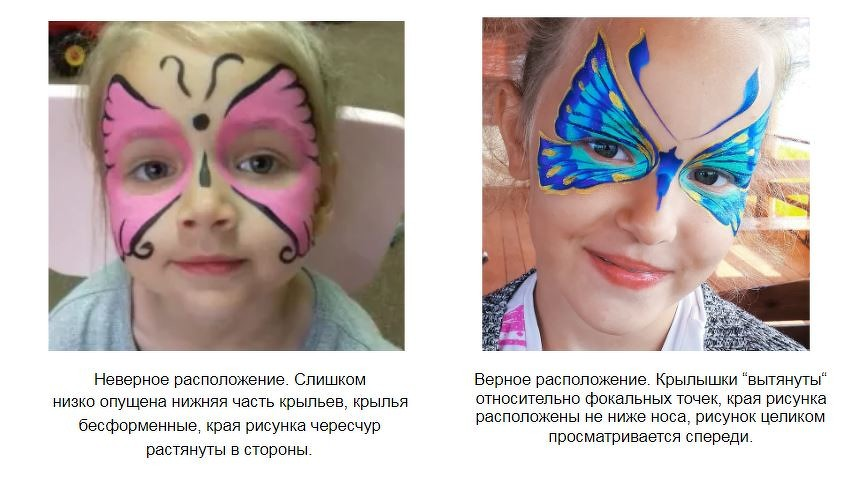 Неверное расположение. Слишком
низко опущена нижняя часть крыльев, крылья
бесформенные, края рисунка чересчур
растянуты в стороны.
Верное расположение. Крылышки “вытянуты“
относительно фокальных точек, края рисунка
расположены не ниже носа, рисунок целиком
просматривается спереди.